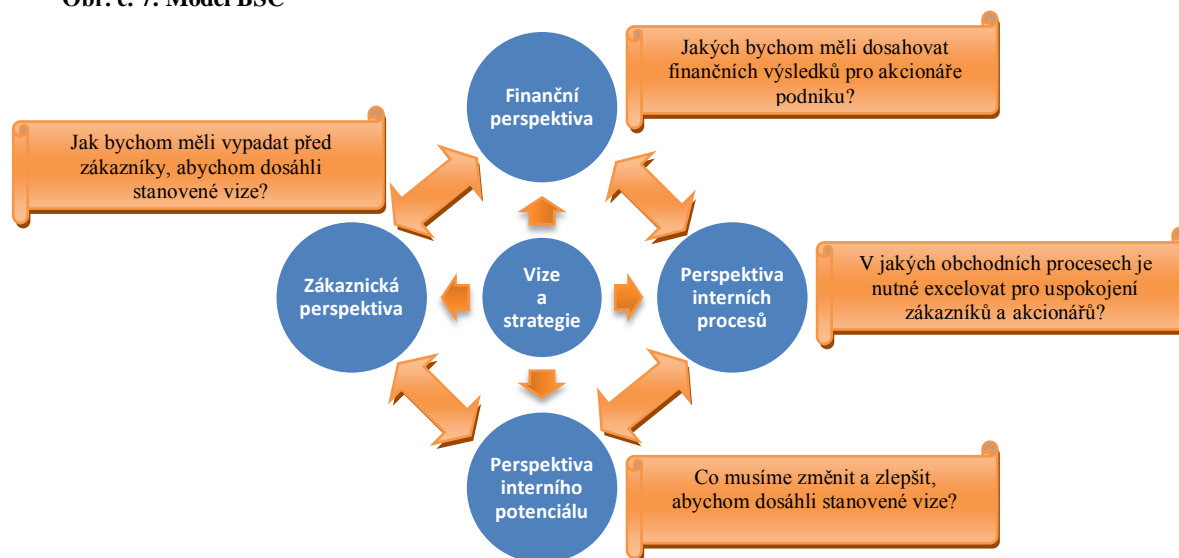 Obr. č. 7: Model BSC
Jakých bychom měli dosahovat
finančních výsledků pro akcionáře
podniku?
Finanční
perspektiva
Jak bychom měli vypadat před
zákazníky, abychom dosáhli
stanovené vize?
Zákaznická
perspektiva
Vize
a
strategie
Perspektiva
interních
procesů
V jakých obchodních procesech je
nutné excelovat pro uspokojení
zákazníků a akcionářů?
Perspektiva
interního
potenciálu
Co musíme změnit a zlepšit,
abychom dosáhli stanovené vize?